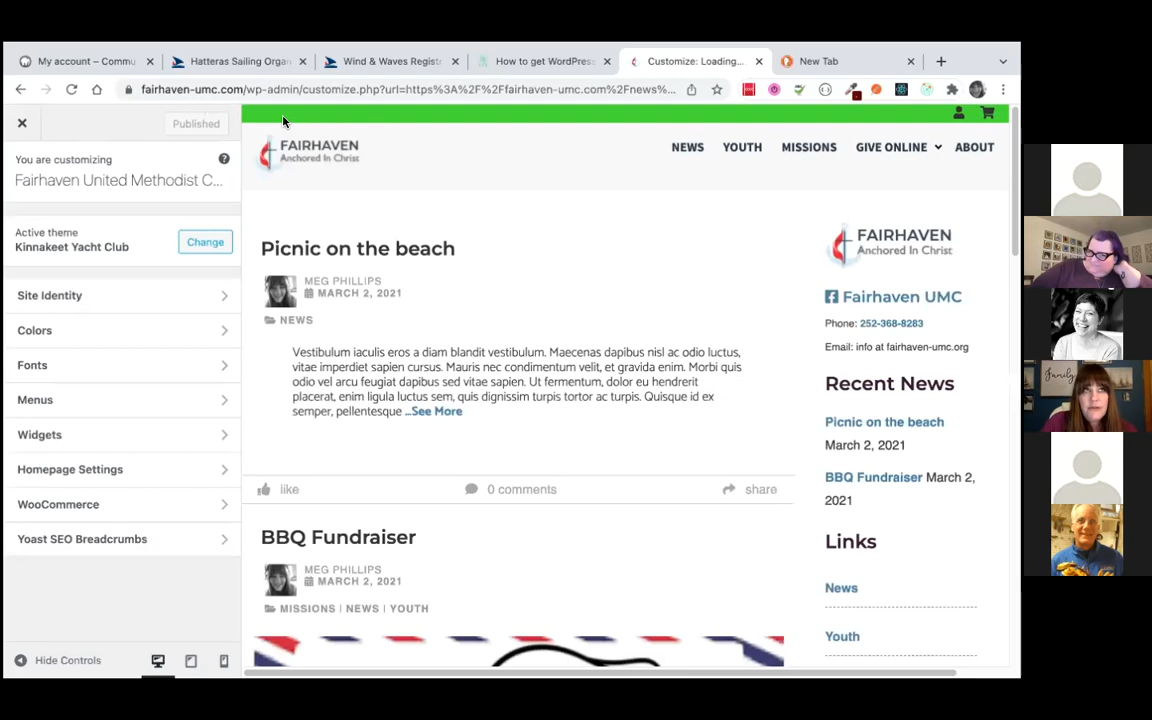 My account – Commu
Hatteras Sailing Organ
Wind & Waves Registr
How to get WordPress
Customize: Loading...
New Tab
fairhaven-umc.com/wp-admin/customize.php?url=https%3A%2F%2Ffairhaven-umc.com%2Fnews%...
Published
You are customizing
Fairhaven United Methodist C...
Active theme
Kinnakeet Yacht Club
Change
Site Identity
Colors
Fonts
Menus
Widgets
Homepage Settings
WooCommerce
Yoast SEO Breadcrumbs
Hide Controls
FAIRHAVEN
Anchored In Christ
NEWS
YOUTH
MISSIONS
GIVE ONLINE
ABOUT
Picnic on the beach
MEG PHILLIPS
MARCH 2, 2021
NEWS
Vestibulum iaculis eros a diam blandit vestibulum. Maecenas dapibus nisl ac odio luctus,
vitae imperdiet sapien cursus. Mauris nec condimentum velit, et gravida enim. Morbi quis
odio vel arcu feugiat dapibus sed vitae sapien. Ut fermentum, dolor eu hendrerit
placerat, enim ligula luctus sem, quis dignissim turpis tortor ac turpis. Quisque id ex
semper, pellentesque ...See More
like
0 comments
share
BBQ Fundraiser
MEG PHILLIPS
MARCH 2, 2021
MISSIONS | NEWS | YOUTH
FAIRHAVEN
Anchored In Christ
Fairhaven UMC
Phone: 252-368-8283
Email: info at fairhaven-umc.org
Recent News
Picnic on the beach
March 2, 2021
BBQ Fundraiser March 2,
2021
Links
News
Youth
Family